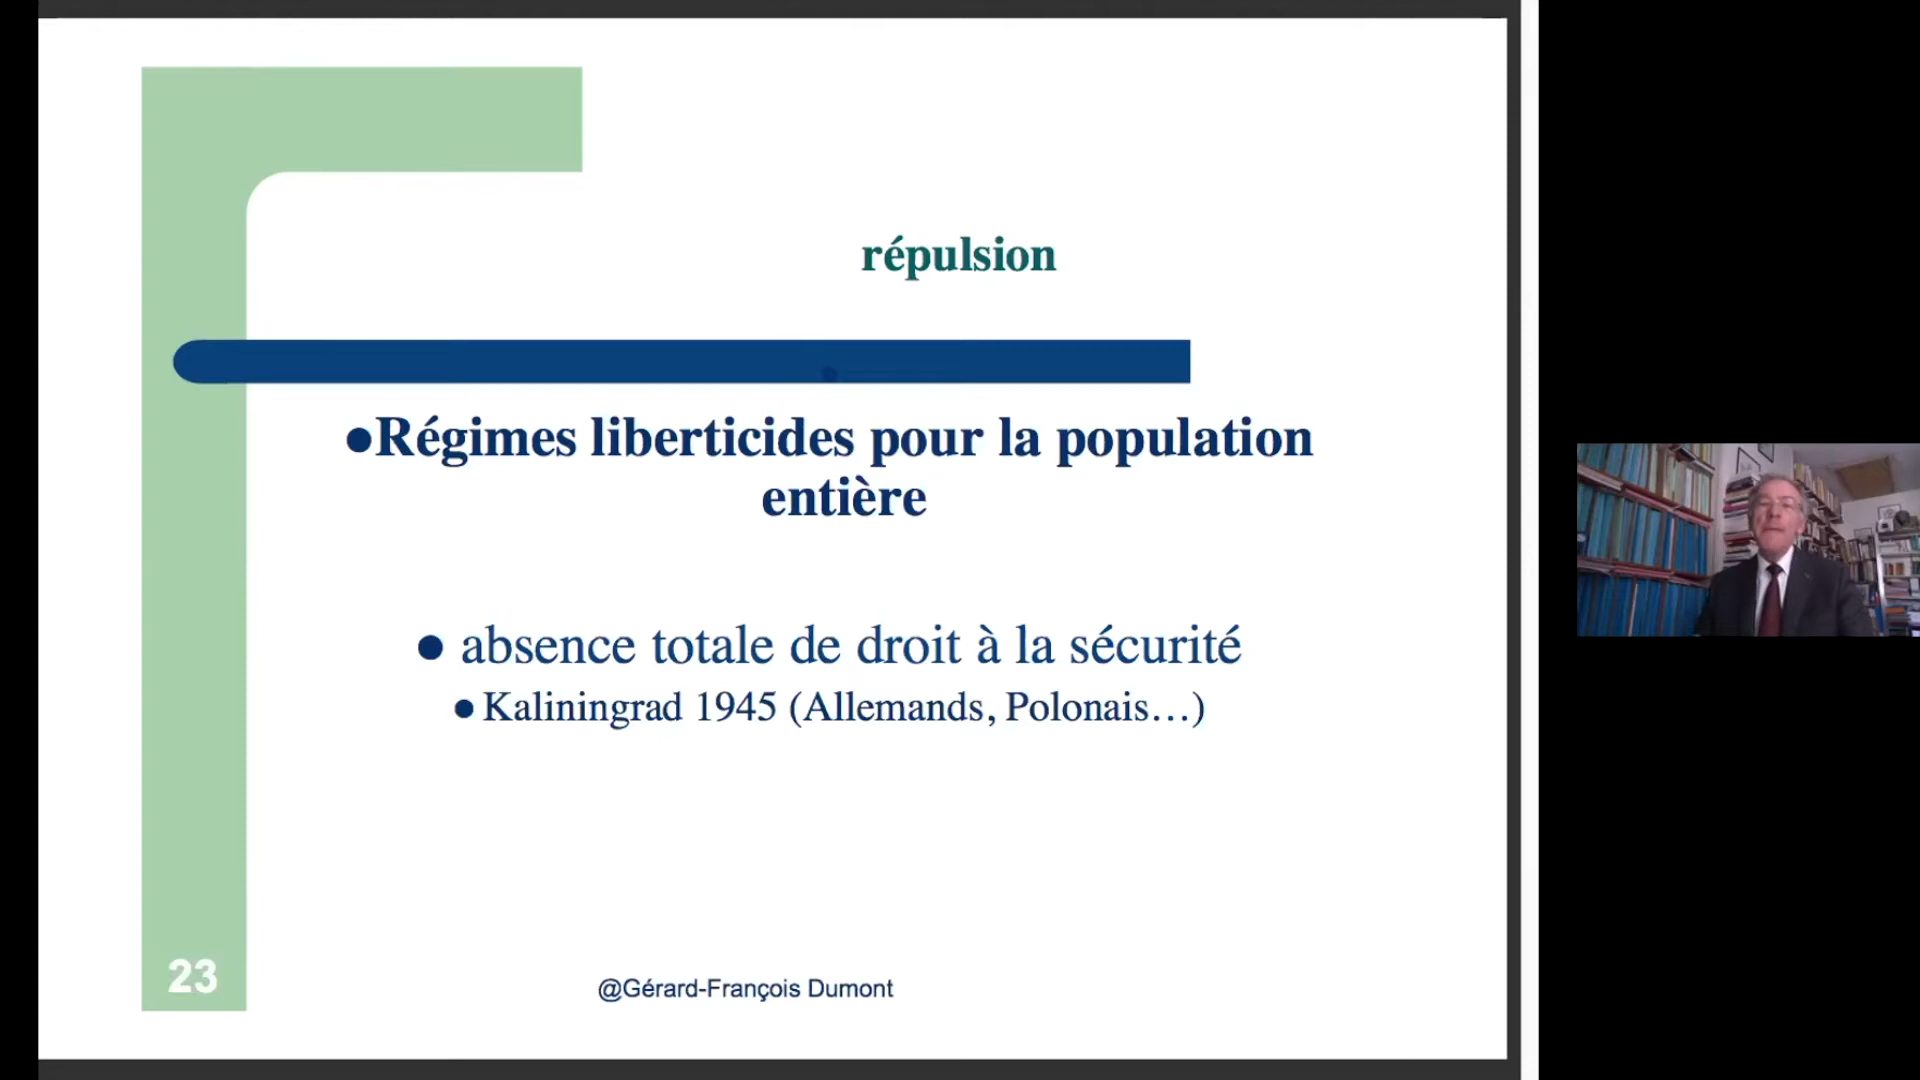 répulsion
●Régimes liberticides pour la population
entière
● absence totale de droit à la sécurité
● Kaliningrad 1945 (Allemands, Polonais…)
23
@Gérard-François Dumont